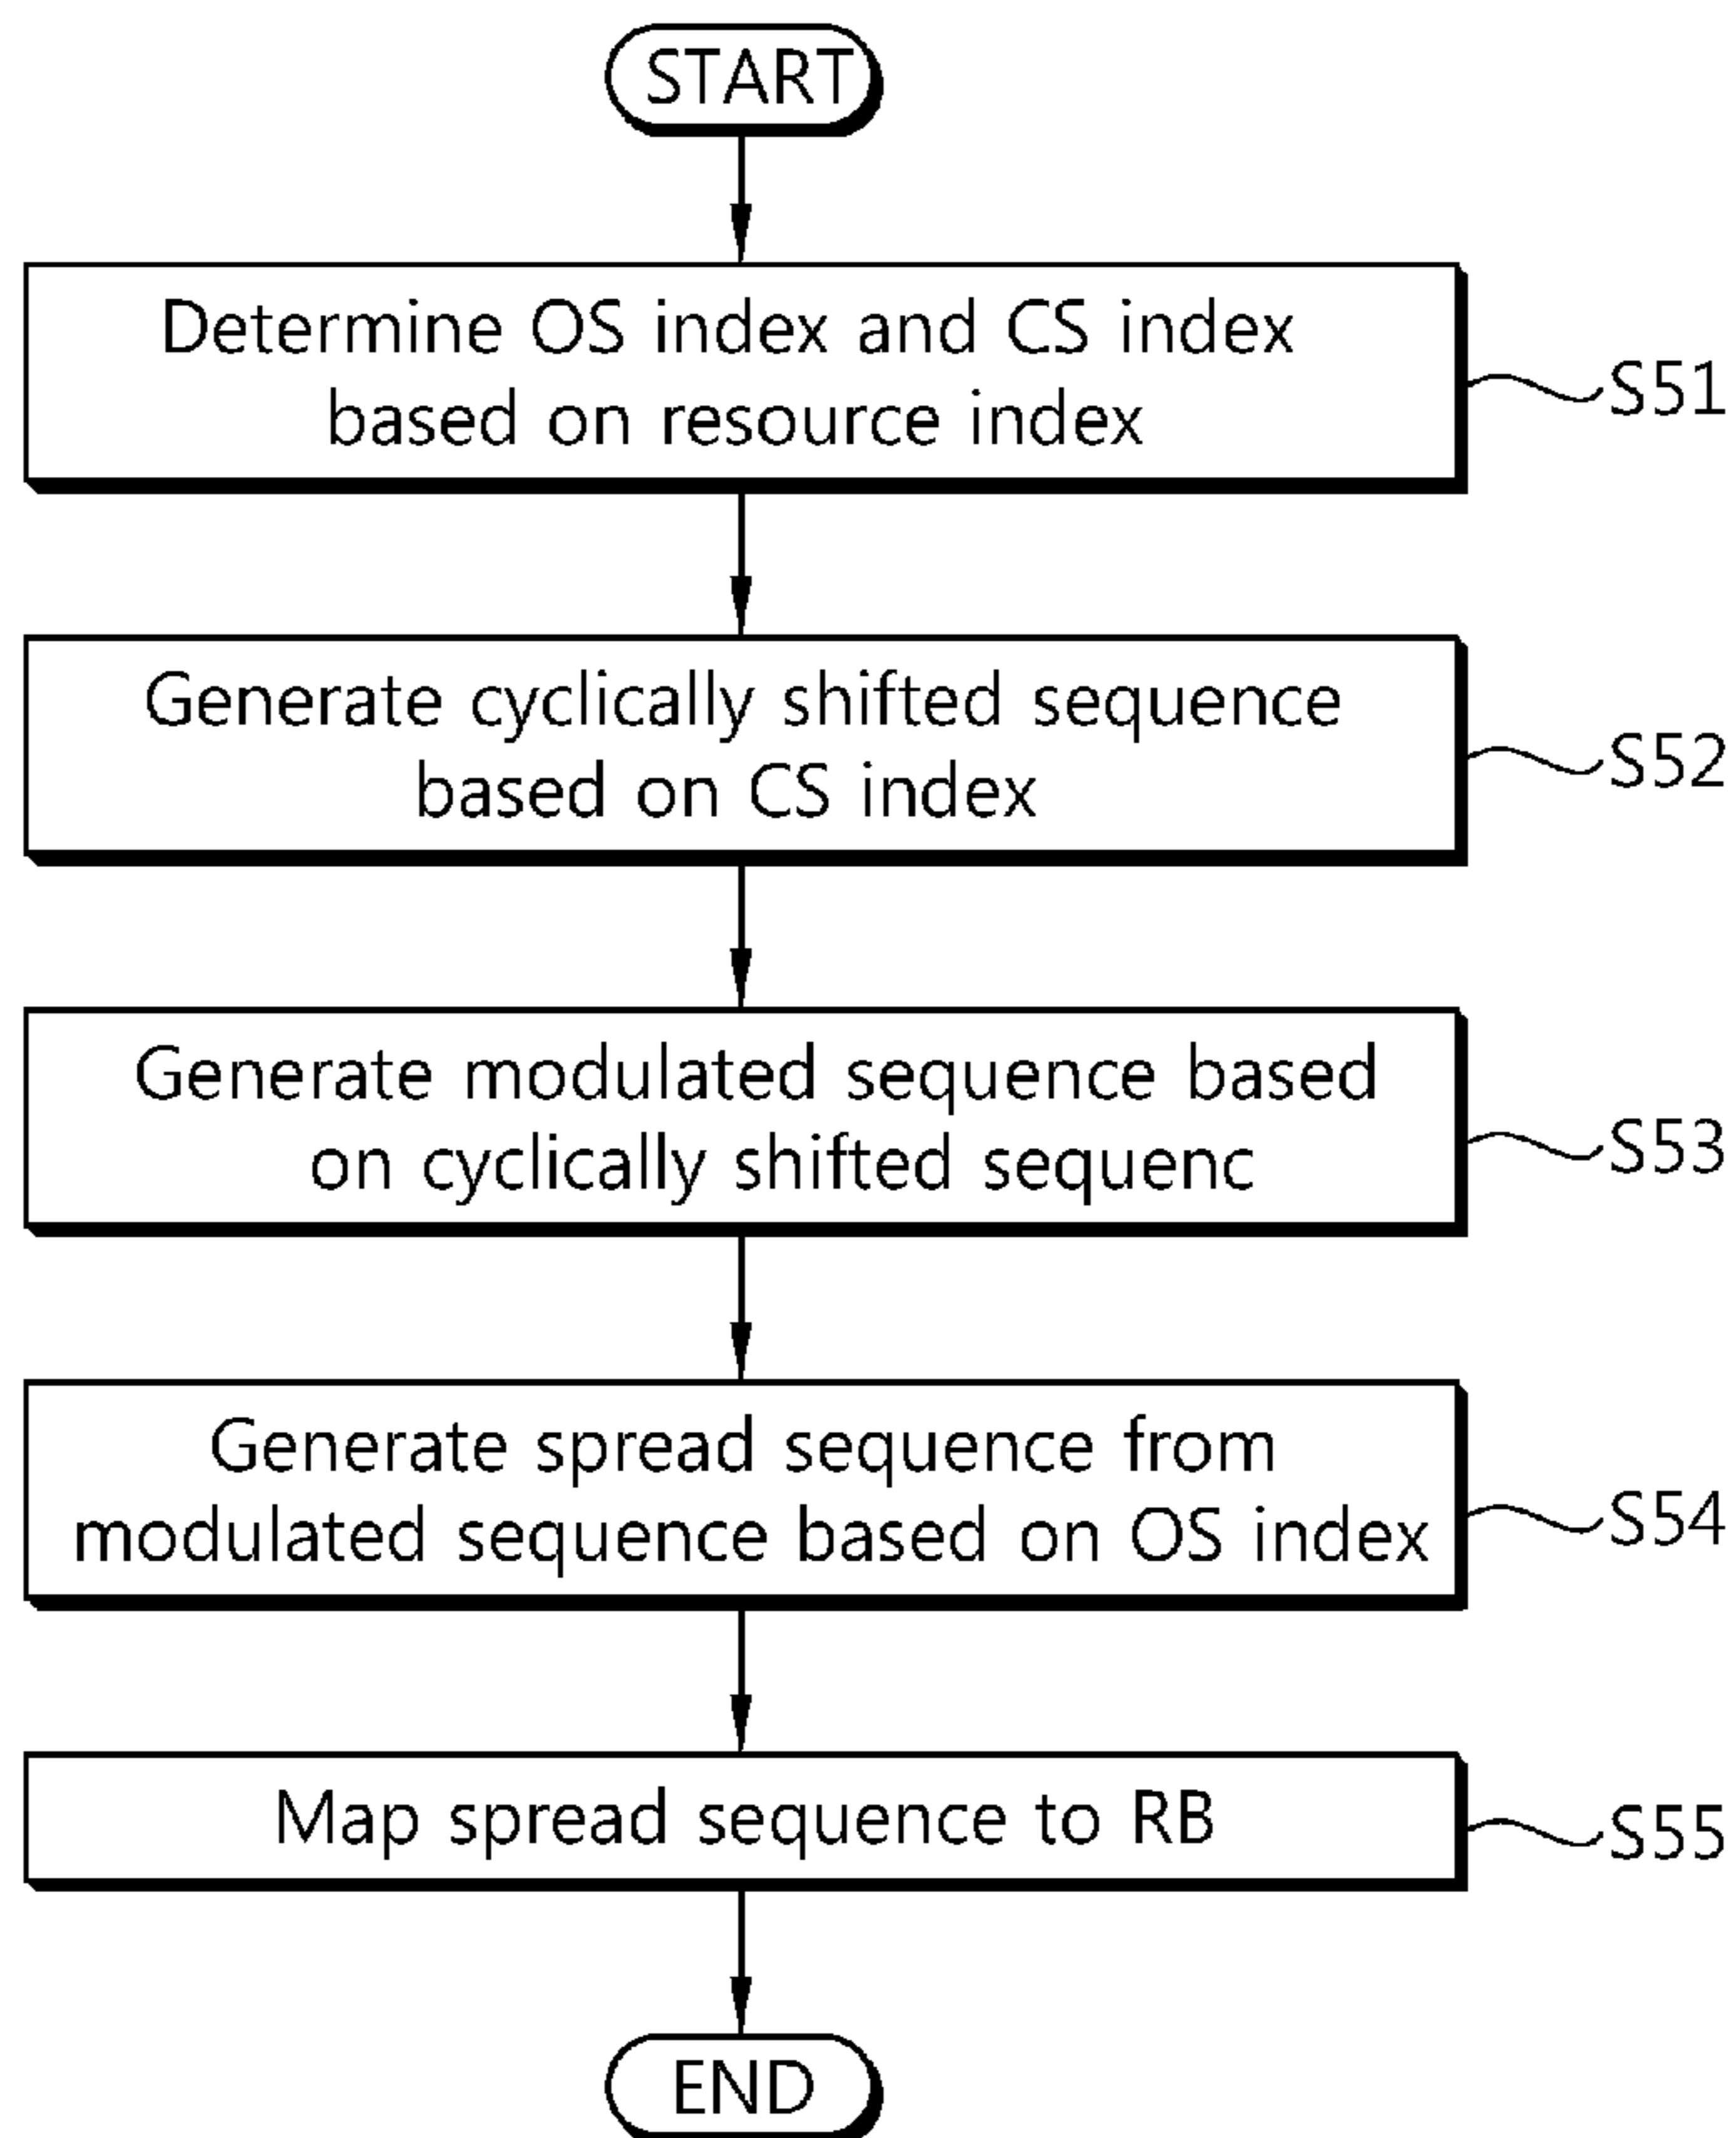 START
Determine OS index and CS index
based on resource index
S51
Generate cyclically shifted sequence
based on CS index
S52
Generate modulated sequence based
on cyclically shifted sequenc
S53
Generate spread sequence from
modulated sequence based on OS index
S54
Map spread sequence to RB
S55
END